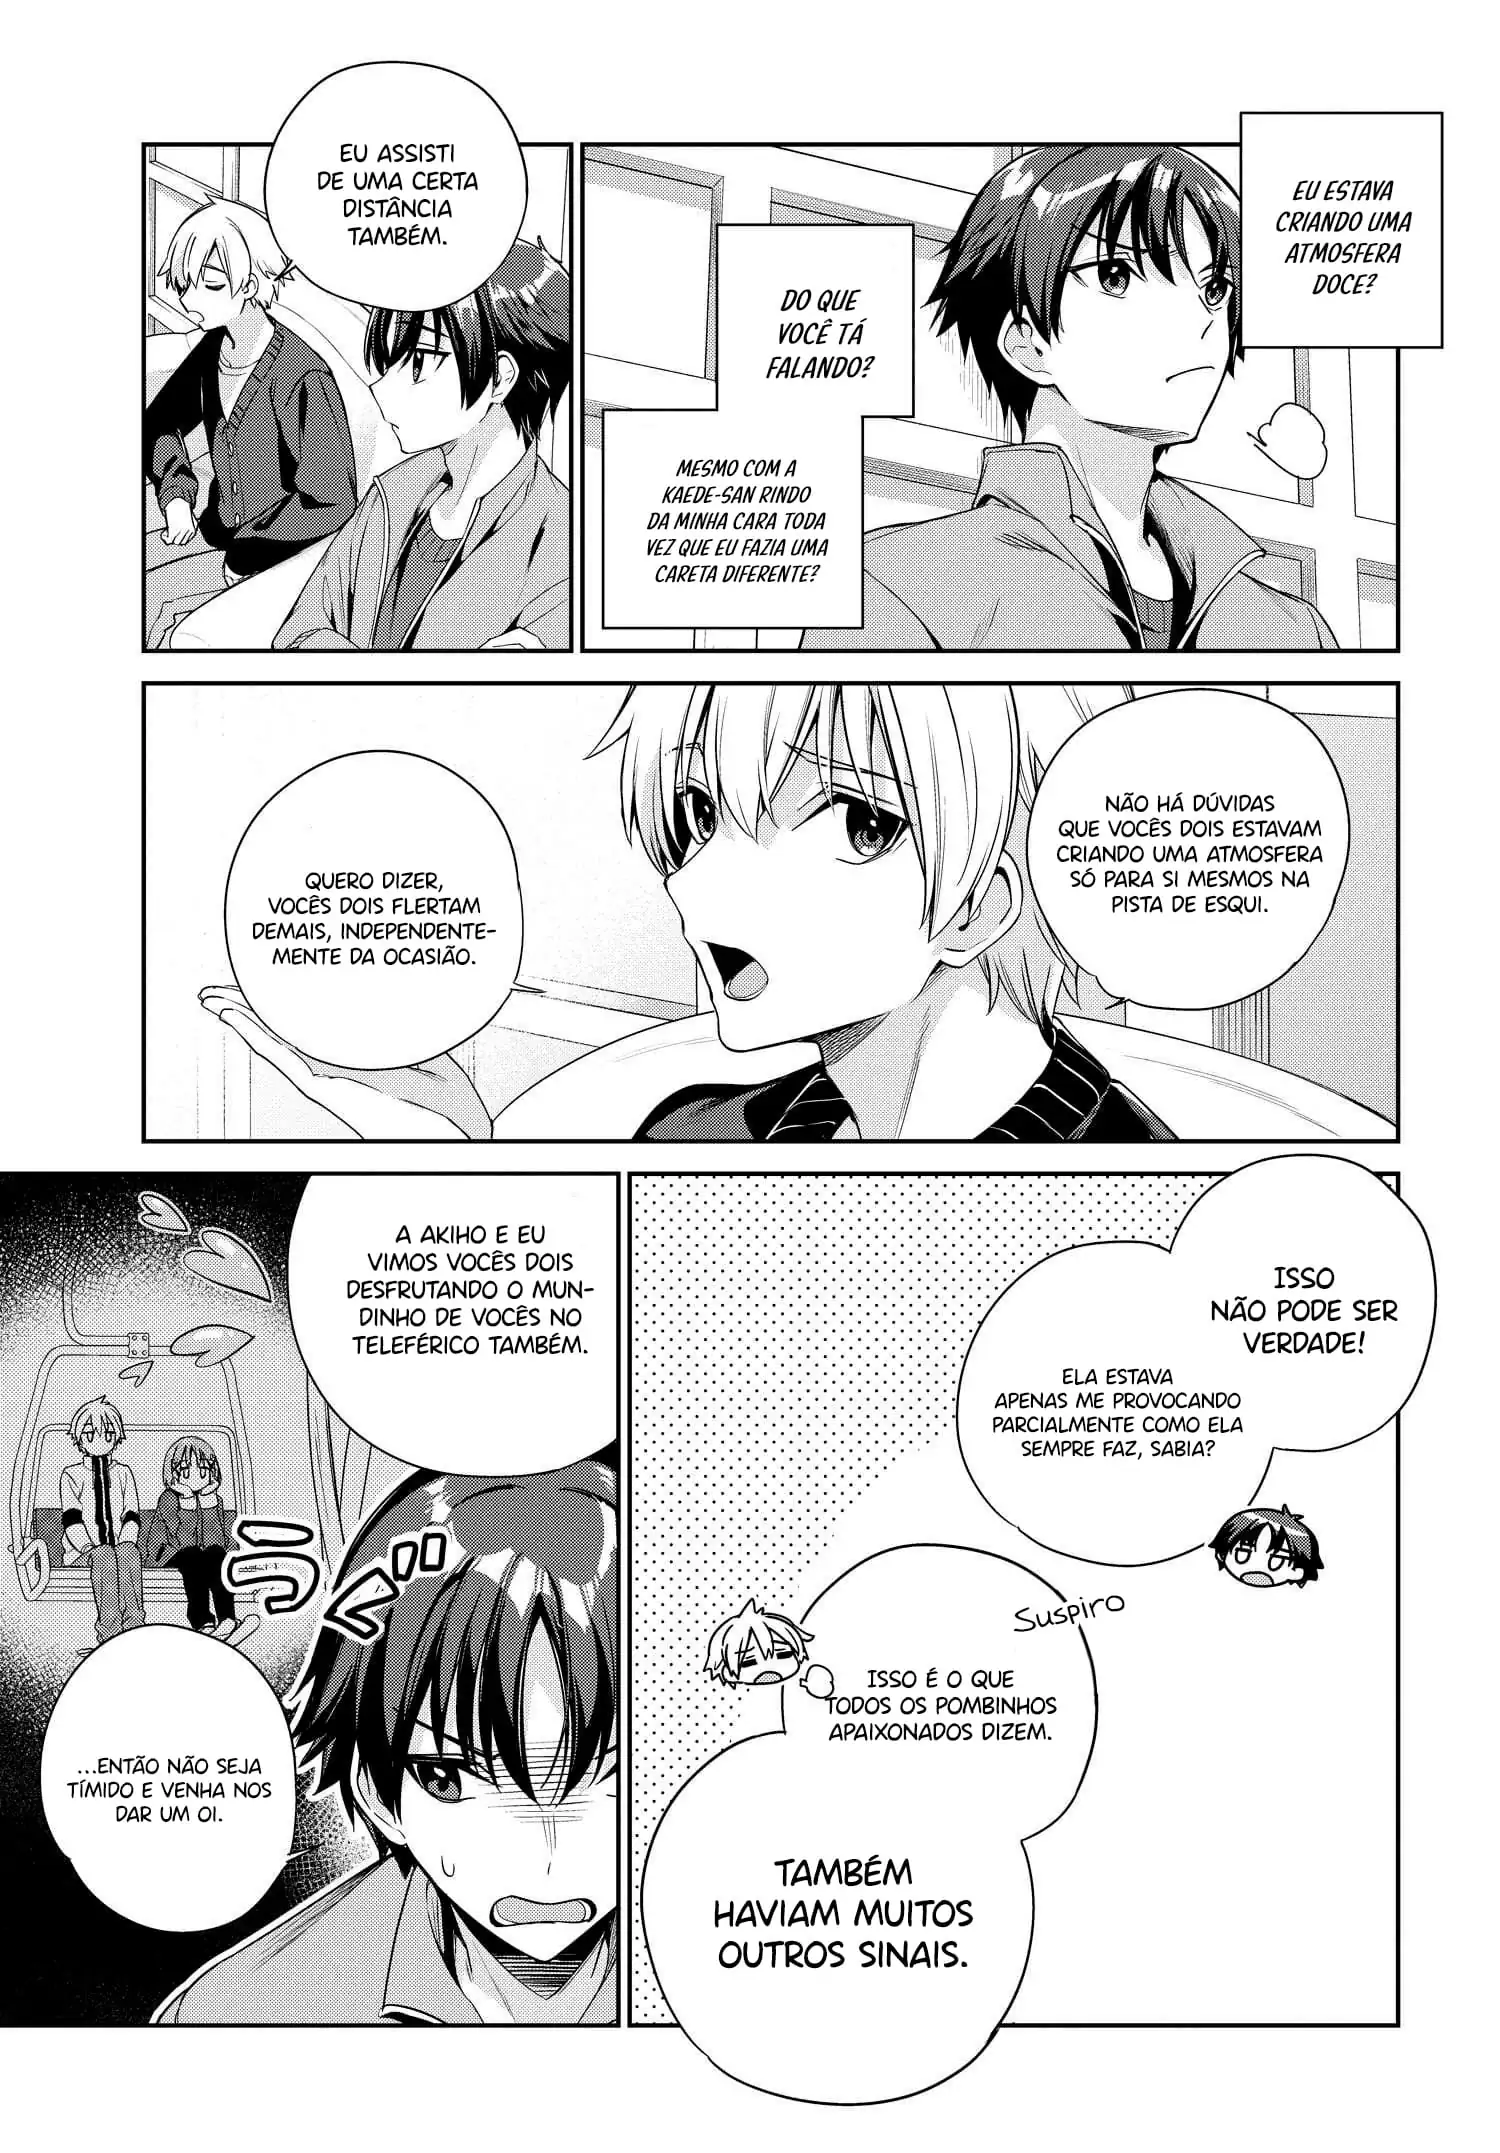 EU ESTAVA
CRIANDO UMA
ATMOSFERA
DOCE?
DO QUE
VOCÊ TÁ
FALANDO?
MESMO COM A
KAEDE-SAN RINDO
DA MINHA CARA TODA
VEZ QUE EU FAZIA UMA
CARETA DIFERENTE?
EU ASSISTI
DE UMA CERTA
DISTÂNCIA
TAMBÉM.
NÃO HÁ DÚVIDAS
QUE VOCÊS DOIS ESTAVAM
CRIANDO UMA ATMOSFERA
SÓ PARA SI MESMOS NA
PISTA DE ESQUI.
QUERO DIZER,
VOCÊS DOIS FLERTAM
DEMAIS, INDEPENDENTE-
MENTE DA OCASIÃO.
ISSO
NÃO PODE SER
VERDADE!
ELA ESTAVA
APENAS ME PROVOCANDO
PARCIALMENTE COMO ELA
SEMPRE FAZ, SABIA?
SUSPIRO
ISSO É O QUE
TODOS OS POMBINHOS
APAIXONADOS DIZEM.
TAMBÉM
HAVIAM MUITOS
OUTROS SINAIS.
A AKIHO E EU
VIMOS VOCÊS DOIS
DESFRUTANDO O MUN-
DINHO DE VOCÊS NO
TELEFÉRICO TAMBÉM.
うぐ
...ENTÃO NÃO SEJA
TÍMIDO E VENHA NOS
DAR UM OI.